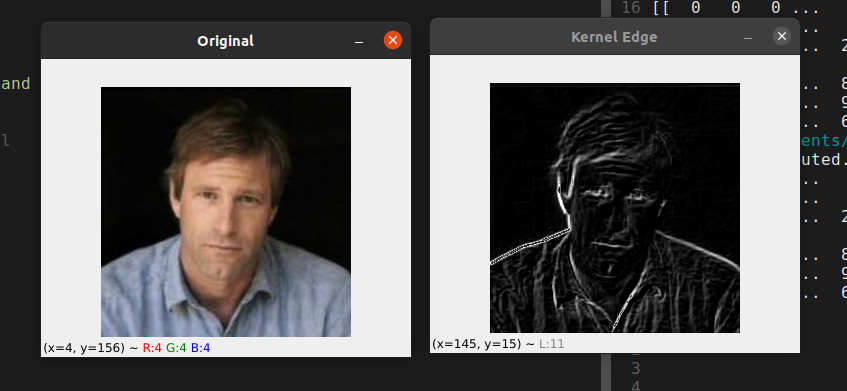 16 [[ 0 0 0 ...
Original
Kernel Edge
..
.. 2
and
.. 8
.. 9
.. 6
l
ents/
uted.
..
..
.. 2
.. 8
.. 9
.. 6
(x=4, y=156) ~ R:4 G:4 B:4
(x=145, y=15) ~ L:11
3
4